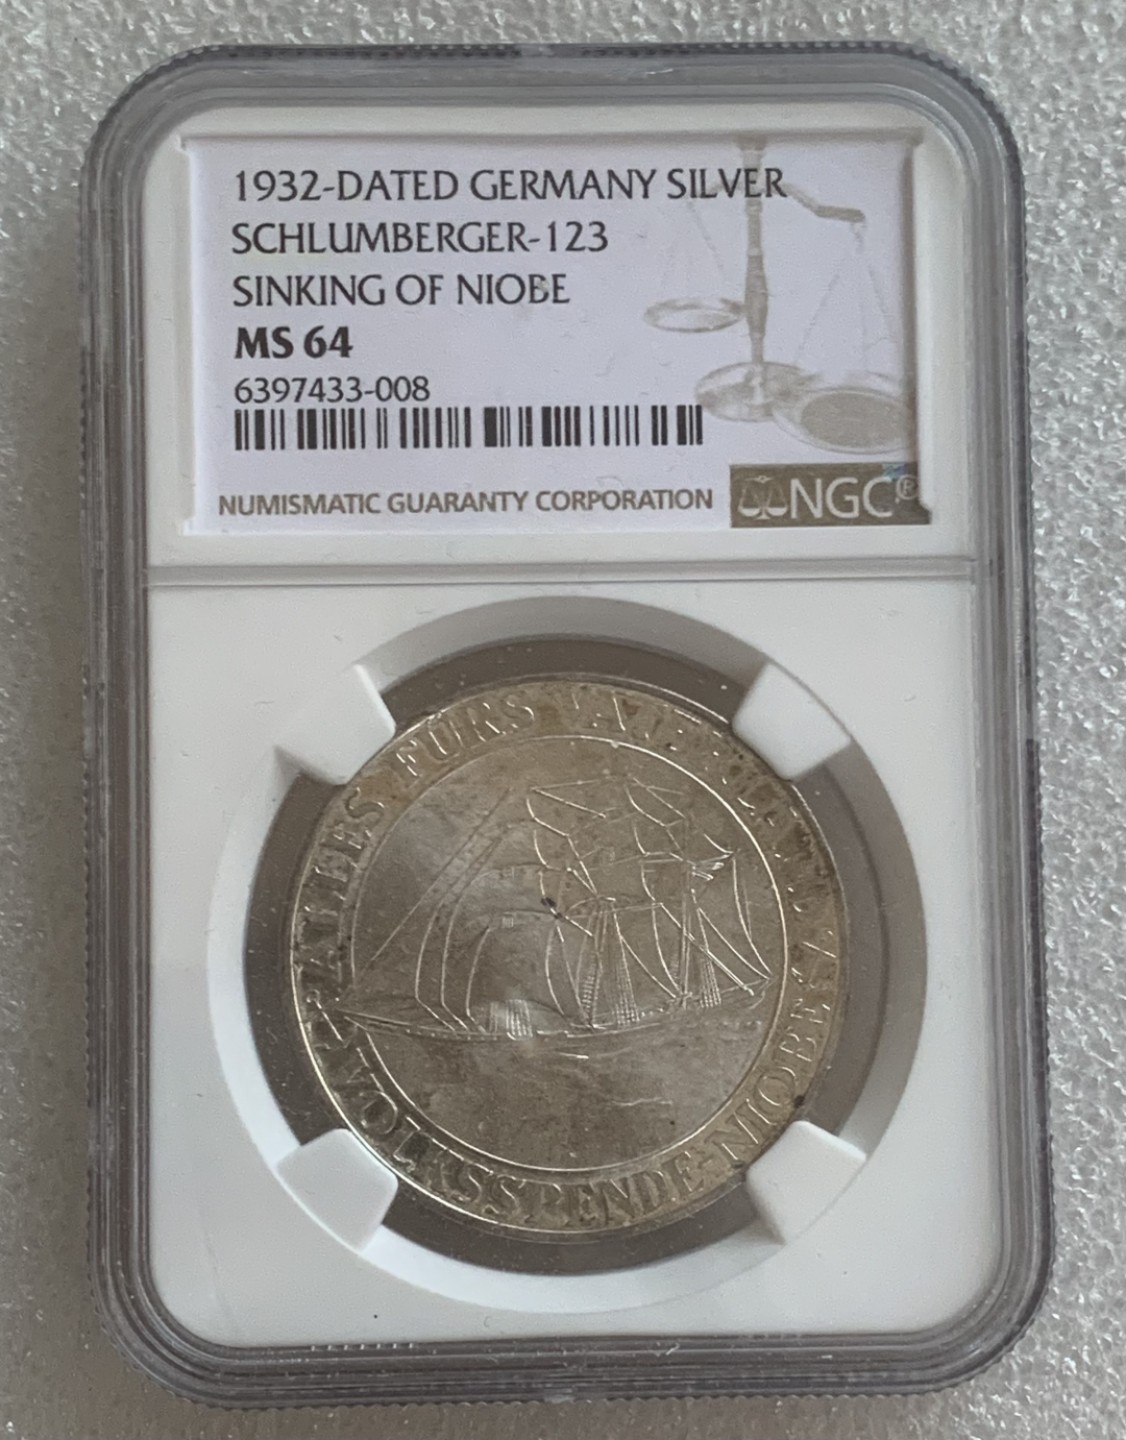 1932-DATED GERMANY SILVER
SCHLUMBERGER-123
SINKING OF NIOBE
MS 64
6397433-008
NUMISMATIC GUARANTY CORPORATION NGC®
ALLES FÜRS VATERLAND
VOLKSSPENDE-NIOBE